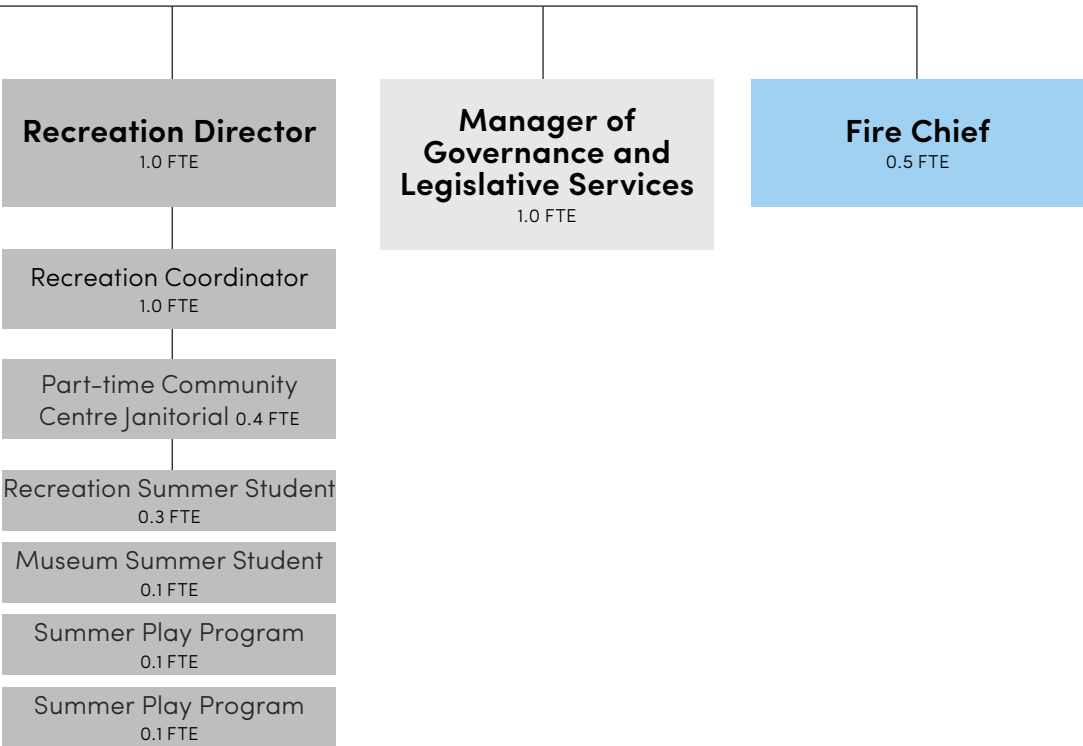 Recreation Director
1.0 FTE
Recreation Coordinator
1.0 FTE
Part-time Community
Centre Janitorial 0.4 FTE
Recreation Summer Student
0.3 FTE
Museum Summer Student
0.1 FTE
Summer Play Program
0.1 FTE
Summer Play Program
0.1 FTE
Manager of
Governance and
Legislative Services
1.0 FTE
Fire Chief
0.5 FTE